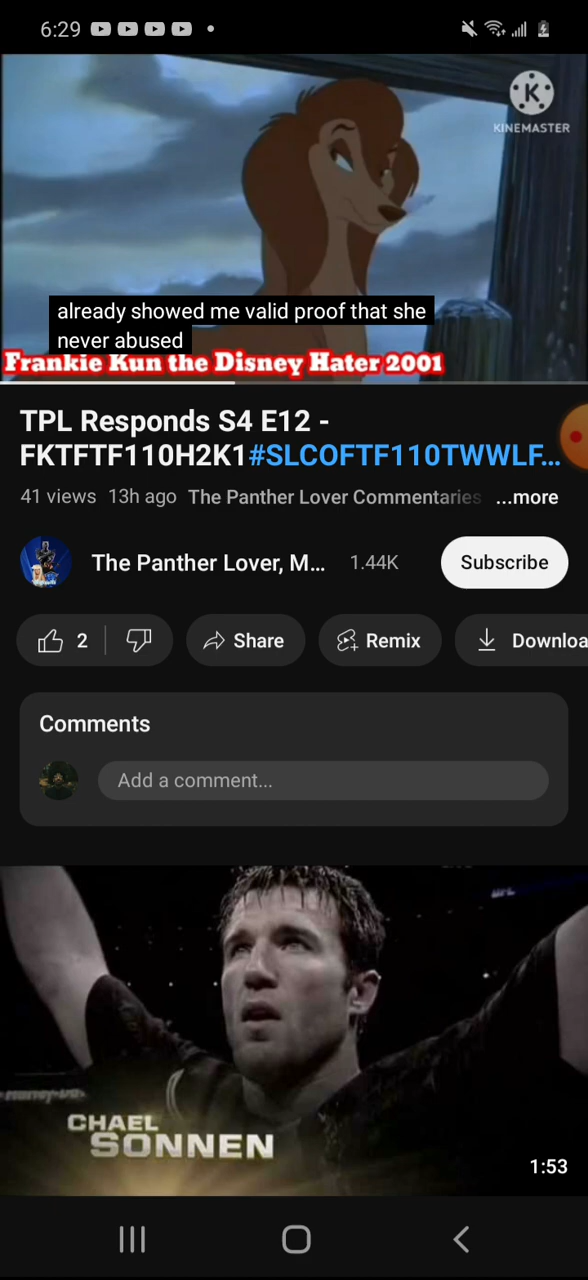 6:29
K
KINEMASTER
already showed me valid proof that she
never abused
Frankie Kun the Disney Hater 2001
TPL Responds S4 E12 -
FKTFTF110H2K1#SLCOFTF110TWWLF...
41 views 13h ago The Panther Lover Commentaries ...more
The Panther Lover, M... 1.44K Subscribe
2 Share Remix Downloa
Comments
Add a comment...
CHAEL
SONNEN
1:53